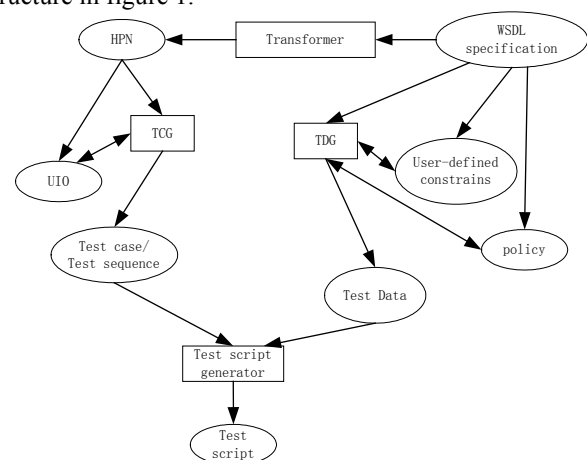 ructure in figure 1.
HPN
Transformer
WSDL
specification
TCG
TDG
UIO
User-defined
constrains
Test case/
Test sequence
policy
Test Data
Test script
generator
Test
script